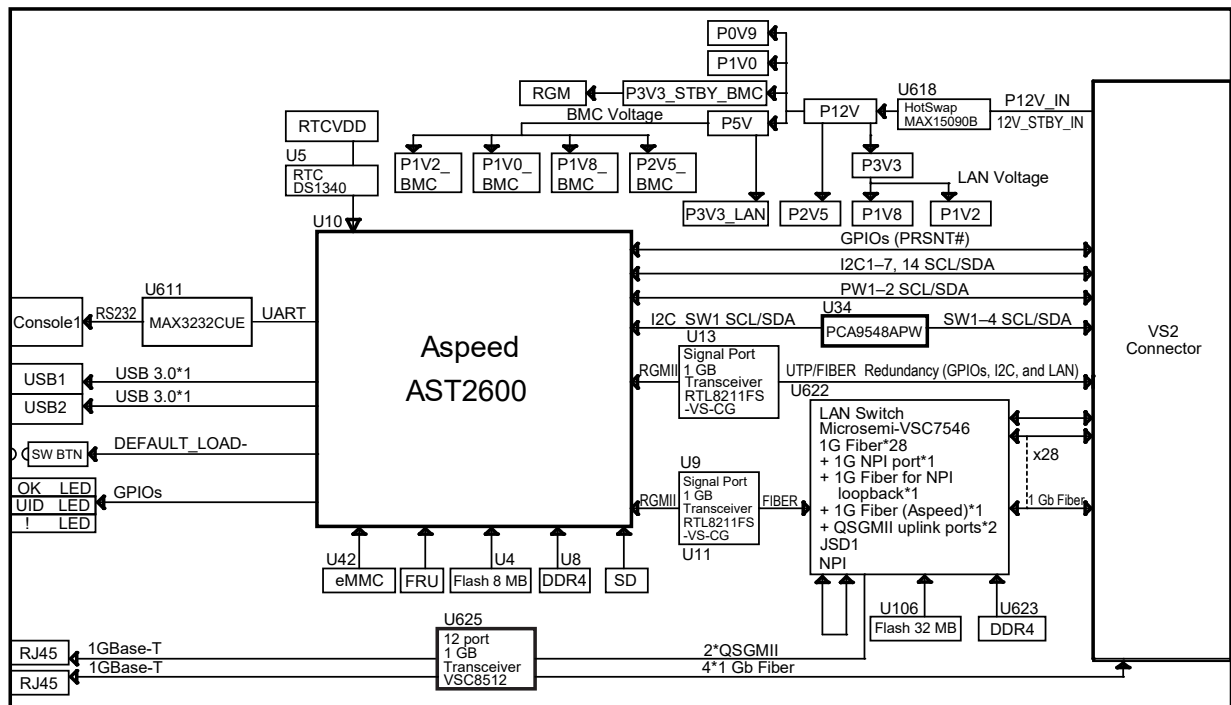 P0V9
P1V0
RGM
P3V3_STBY_BMC
BMC Voltage
P5V
P12V
U618
HotSwap
MAX15090B
P12V_IN
12V_STBY_IN
RTCVDD
U5
RTC
DS1340
P1V2_
BMC
P1V0_
BMC
P1V8_
BMC
P2V5_
BMC
P3V3
LAN Voltage
P3V3_LAN
P2V5
P1V8
P1V2
U10
Aspeed
AST2600
GPIOs (PRSNT#)
I2C1–7, 14 SCL/SDA
PW1–2 SCL/SDA
I2C SW1 SCL/SDA
U34
PCA9548APW
SW1–4 SCL/SDA
VS2
Connector
Console1
RS232
U611
MAX3232CUE
UART
USB1
USB 3.0*1
USB2
USB 3.0*1
SW BTN
DEFAULT_LOAD-
OK LED
UID LED
! LED
GPIOs
RGMII
U13
Signal Port
1 GB
Transceiver
RTL8211FS
-VS-CG
UTP/FIBER Redundancy (GPIOs, I2C, and LAN)
U622
LAN Switch
Microsemi-VSC7546
1G Fiber*28
+ 1G NPI port*1
+ 1G Fiber for NPI
loopback*1
+ 1G Fiber (Aspeed)*1
+ QSGMII uplink ports*2
JSD1
NPI
x28
1 Gb Fiber
RGMII
U9
Signal Port
1 GB
Transceiver
RTL8211FS
-VS-CG
U11
FIBER
U42
eMMC
FRU
U4
Flash 8 MB
U8
DDR4
SD
U106
Flash 32 MB
U623
DDR4
RJ45
1GBase-T
RJ45
1GBase-T
U625
12 port
1 GB
Transceiver
VSC8512
2*QSGMII
4*1 Gb Fiber